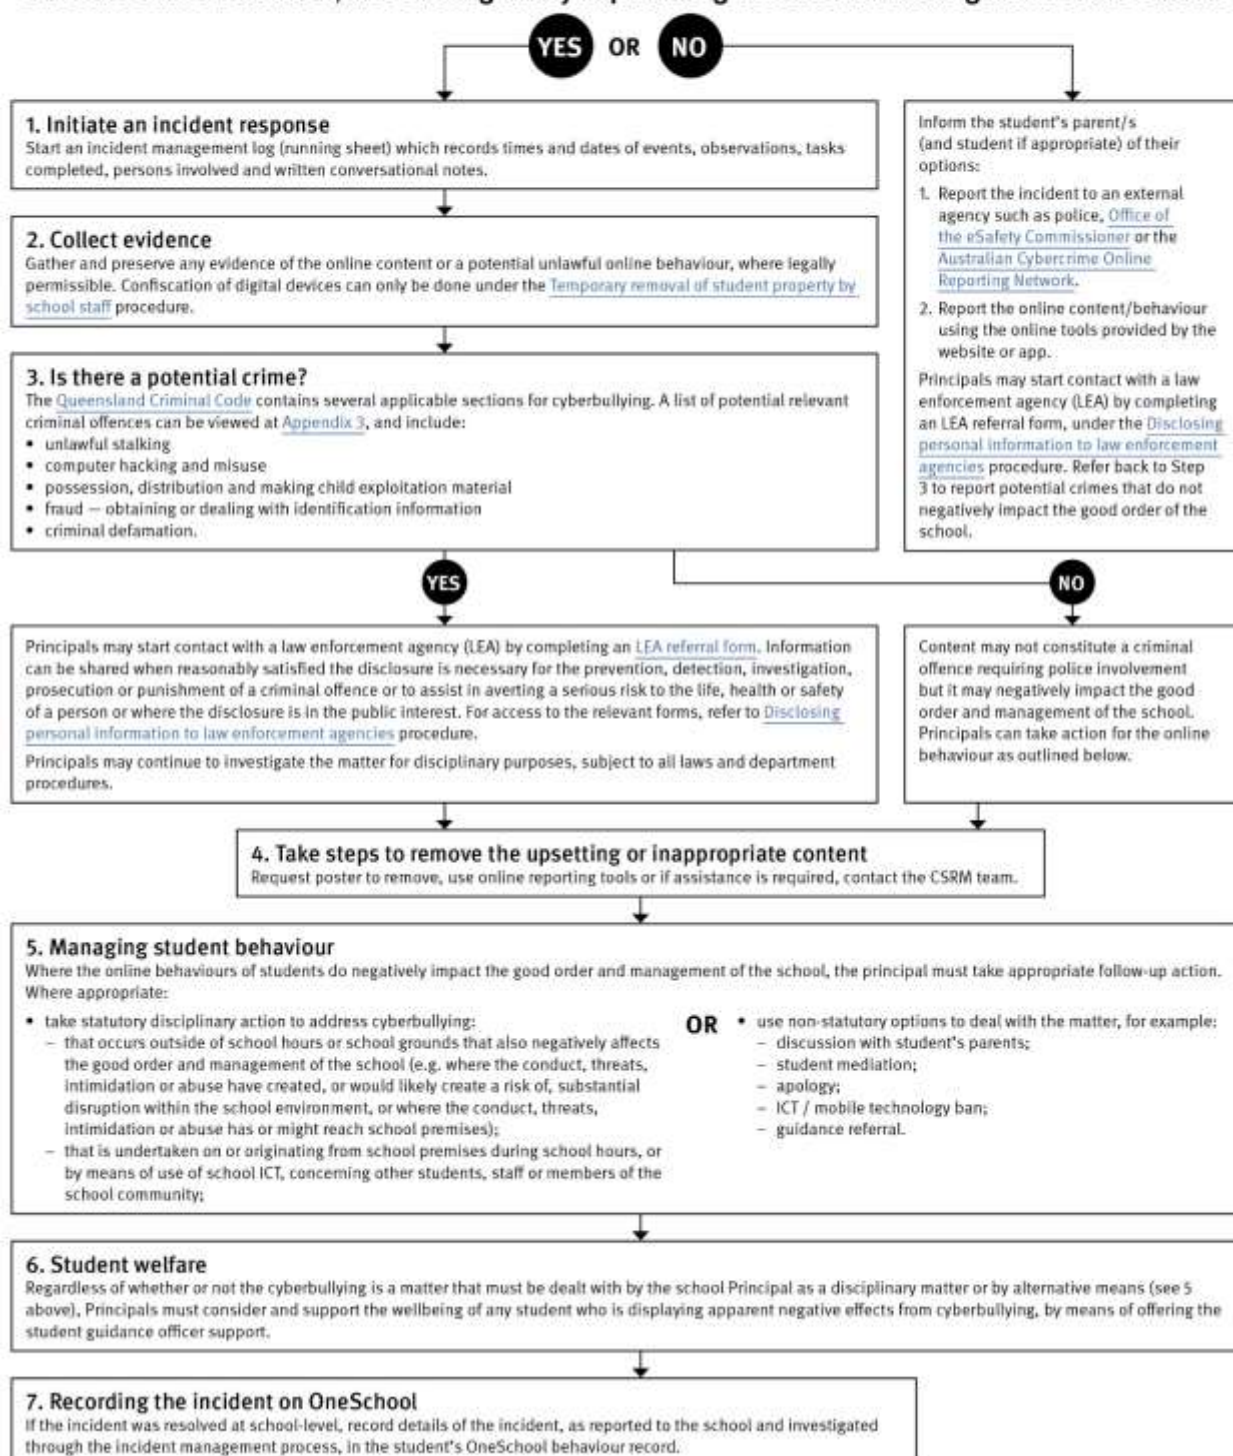 YES OR NO
1. Initiate an incident response
Start an incident management log (running sheet) which records times and dates of events, observations, tasks
completed, persons involved and written conversational notes.
2. Collect evidence
Gather and preserve any evidence of the online content or a potential unlawful online behaviour, where legally
permissible. Confiscation of digital devices can only be done under the Temporary removal of student property by
school staff procedure.
3. Is there a potential crime?
The Queensland Criminal Code contains several applicable sections for cyberbullying. A list of potential relevant
criminal offences can be viewed at Appendix 3, and include:
• unlawful stalking
• computer hacking and misuse
• possession, distribution and making child exploitation material
• fraud — obtaining or dealing with identification information
• criminal defamation.
Inform the student's parent/s
(and student if appropriate) of their
options:
1. Report the incident to an external
agency such as police, Office of
the eSafety Commissioner or the
Australian Cybercrime Online
Reporting Network.
2. Report the online content/behaviour
using the online tools provided by the
website or app.
Principals may start contact with a law
enforcement agency (LEA) by completing
an LEA referral form, under the Disclosing
personal information to law enforcement
agencies procedure. Refer back to Step
3 to report potential crimes that do not
negatively impact the good order of the
school.
YES
NO
Principals may start contact with a law enforcement agency (LEA) by completing an LEA referral form. Information
can be shared when reasonably satisfied the disclosure is necessary for the prevention, detection, investigation,
prosecution or punishment of a criminal offence or to assist in averting a serious risk to the life, health or safety
of a person or where the disclosure is in the public interest. For access to the relevant forms, refer to Disclosing
personal information to law enforcement agencies procedure.
Principals may continue to investigate the matter for disciplinary purposes, subject to all laws and department
procedures.
Content may not constitute a criminal
offence requiring police involvement
but it may negatively impact the good
order and management of the school.
Principals can take action for the online
behaviour as outlined below.
4. Take steps to remove the upsetting or inappropriate content
Request poster to remove, use online reporting tools or if assistance is required, contact the CSRM team.
5. Managing student behaviour
Where the online behaviours of students do negatively impact the good order and management of the school, the principal must take appropriate follow-up action.
Where appropriate:
• take statutory disciplinary action to address cyberbullying:
– that occurs outside of school hours or school grounds that also negatively affects
the good order and management of the school (e.g. where the conduct, threats,
intimidation or abuse have created, or would likely create a risk of, substantial
disruption within the school environment, or where the conduct, threats,
intimidation or abuse has or might reach school premises);
– that is undertaken on or originating from school premises during school hours, or
by means of use of school ICT, concerning other students, staff or members of the
school community;
OR
• use non-statutory options to deal with the matter, for example:
– discussion with student's parents;
– student mediation;
– apology;
– ICT / mobile technology ban;
– guidance referral.
6. Student welfare
Regardless of whether or not the cyberbullying is a matter that must be dealt with by the school Principal as a disciplinary matter or by alternative means (see 5
above), Principals must consider and support the wellbeing of any student who is displaying apparent negative effects from cyberbullying, by means of offering the
student guidance officer support.
7. Recording the incident on OneSchool
If the incident was resolved at school-level, record details of the incident, as reported to the school and investigated
through the incident management process, in the student's OneSchool behaviour record.